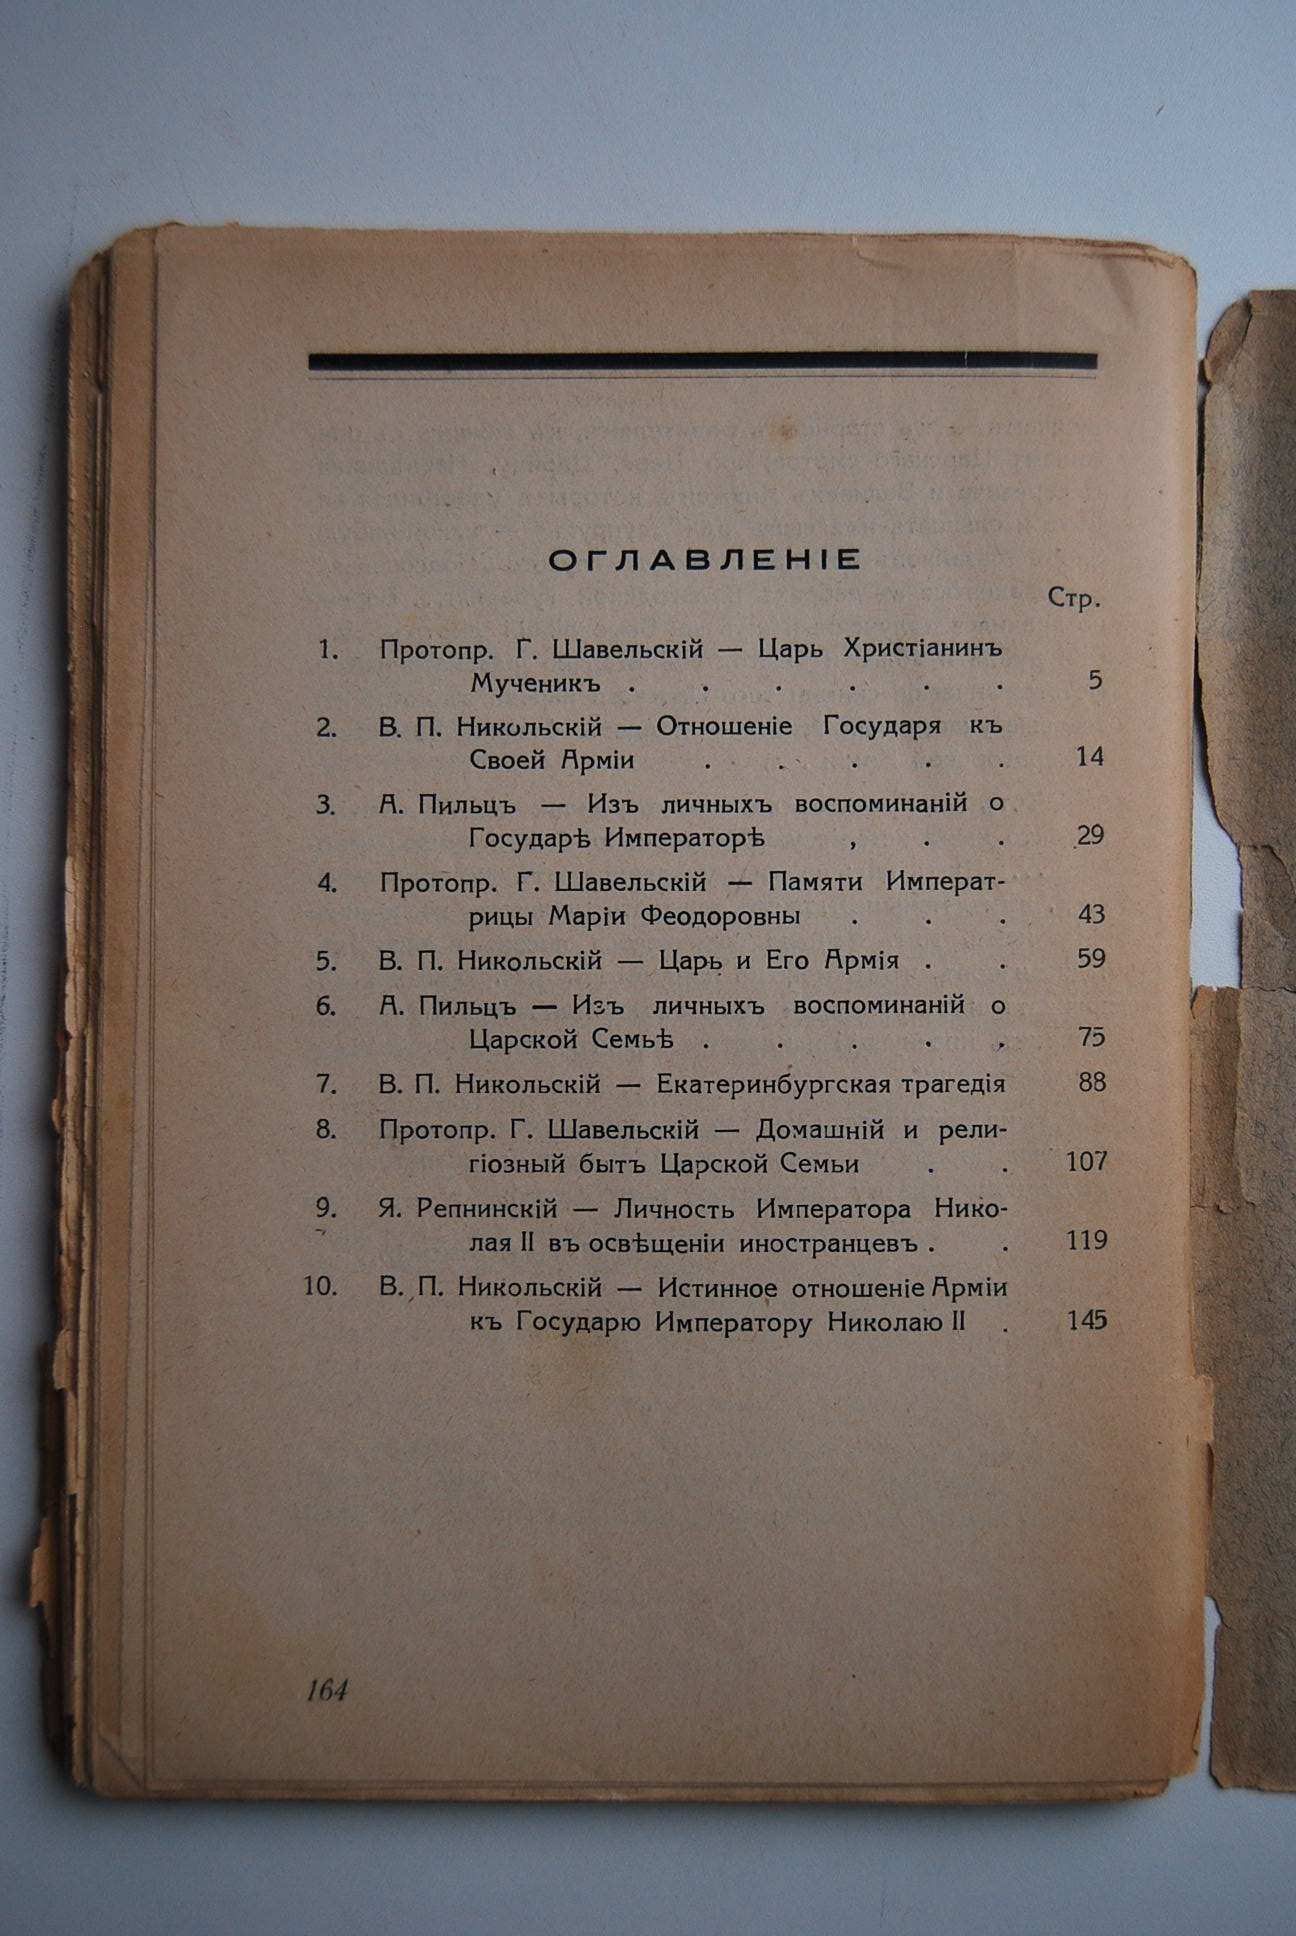 ОГЛАВЛЕНІЕ
Стр.
1. Протопр. Г. Шавельскій — Царь Христіанинъ
Мученикъ . . . . . . 5
2. В. П. Никольскій — Отношеніе Государя къ
Своей Арміи . . . . . 14
3. А. Пильцъ — Изъ личныхъ воспоминаній о
Государѣ Императорѣ , . . 29
4. Протопр. Г. Шавельскій — Памяти Императ-
рицы Маріи Феодоровны . . . 43
5. В. П. Никольскій — Царь и Его Армія . . 59
6. А. Пильцъ — Изъ личныхъ воспоминаній о
Царской Семьѣ . . . . . 75
7. В. П. Никольскій — Екатеринбургская трагедія 88
8. Протопр. Г. Шавельскій — Домашній и рели-
гіозный бытъ Царской Семьи . . 107
9. Я. Репнинскій — Личность Императора Нико-
лая II въ освѣщеніи иностранцевъ . . 119
10. В. П. Никольскій — Истинное отношеніе Арміи
къ Государю Императору Николаю II . 145
164